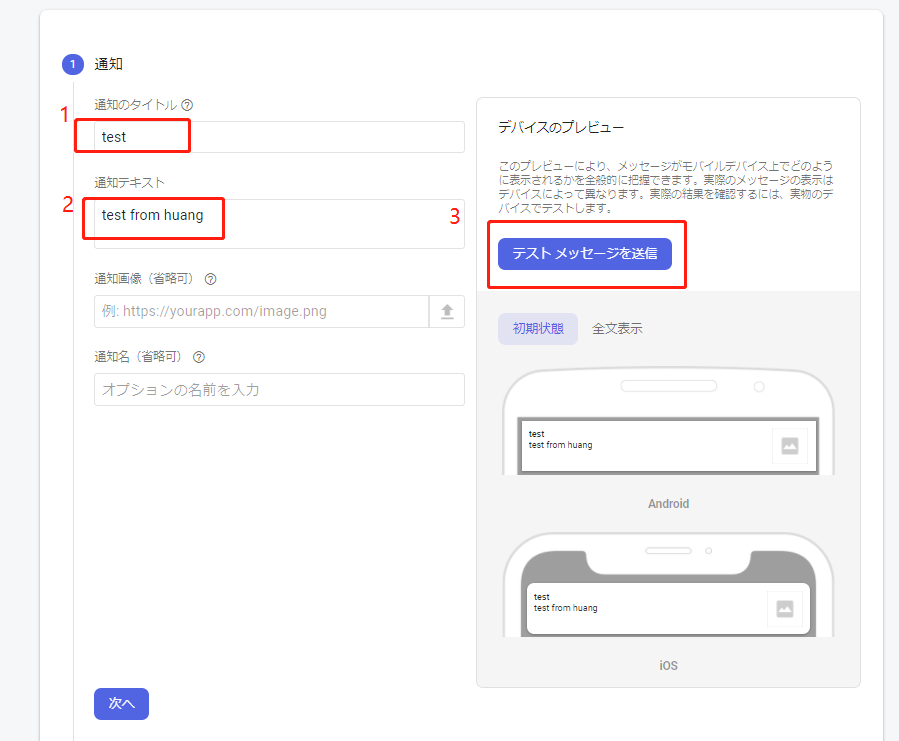 1 通知
通知のタイトル ?
1
test
通知テキスト
2
test from huang
通知画像（省略可） ?
例: https://yourapp.com/image.png
通知名（省略可） ?
オプションの名前を入力
次へ
デバイスのプレビュー
このプレビューにより、メッセージがモバイルデバイス上でどのよう
に表示されるかを全般的に把握できます。実際のメッセージの表示は
デバイスによって異なります。実際の結果を確認するには、実物のデ
バイスでテストします。
3
テスト メッセージを送信
初期状態 全文表示
test
test from huang
Android
test
test from huang
iOS